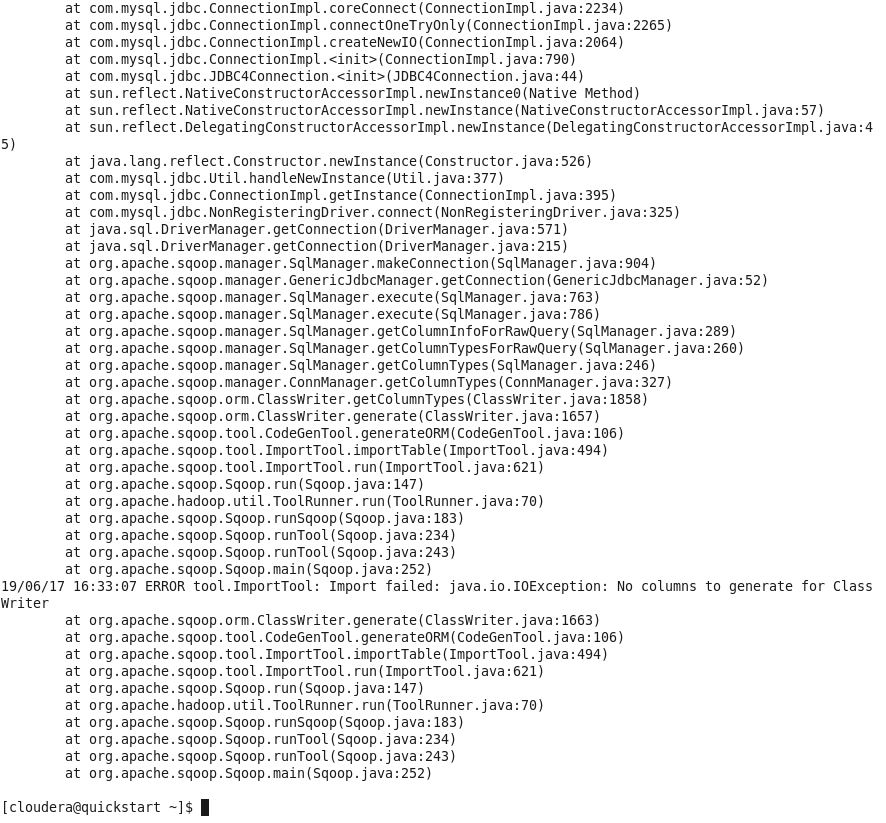 at com.mysql.jdbc.ConnectionImpl.coreConnect(ConnectionImpl.java:2234)
at com.mysql.jdbc.ConnectionImpl.connectOneTryOnly(ConnectionImpl.java:2265)
at com.mysql.jdbc.ConnectionImpl.createNewIO(ConnectionImpl.java:2064)
at com.mysql.jdbc.ConnectionImpl.<init>(ConnectionImpl.java:790)
at com.mysql.jdbc.JDBC4Connection.<init>(JDBC4Connection.java:44)
at sun.reflect.NativeConstructorAccessorImpl.newInstance0(Native Method)
at sun.reflect.NativeConstructorAccessorImpl.newInstance(NativeConstructorAccessorImpl.java:57)
at sun.reflect.DelegatingConstructorAccessorImpl.newInstance(DelegatingConstructorAccessorImpl.java:4
5)
at java.lang.reflect.Constructor.newInstance(Constructor.java:526)
at com.mysql.jdbc.Util.handleNewInstance(Util.java:377)
at com.mysql.jdbc.ConnectionImpl.getInstance(ConnectionImpl.java:395)
at com.mysql.jdbc.NonRegisteringDriver.connect(NonRegisteringDriver.java:325)
at java.sql.DriverManager.getConnection(DriverManager.java:571)
at java.sql.DriverManager.getConnection(DriverManager.java:215)
at org.apache.sqoop.manager.SqlManager.makeConnection(SqlManager.java:904)
at org.apache.sqoop.manager.GenericJdbcManager.getConnection(GenericJdbcManager.java:52)
at org.apache.sqoop.manager.SqlManager.execute(SqlManager.java:763)
at org.apache.sqoop.manager.SqlManager.execute(SqlManager.java:786)
at org.apache.sqoop.manager.SqlManager.getColumnInfoForRawQuery(SqlManager.java:289)
at org.apache.sqoop.manager.SqlManager.getColumnTypesForRawQuery(SqlManager.java:260)
at org.apache.sqoop.manager.SqlManager.getColumnTypes(SqlManager.java:246)
at org.apache.sqoop.manager.ConnManager.getColumnTypes(ConnManager.java:327)
at org.apache.sqoop.orm.ClassWriter.getColumnTypes(ClassWriter.java:1858)
at org.apache.sqoop.orm.ClassWriter.generate(ClassWriter.java:1657)
at org.apache.sqoop.tool.CodeGenTool.generateORM(CodeGenTool.java:106)
at org.apache.sqoop.tool.ImportTool.importTable(ImportTool.java:494)
at org.apache.sqoop.tool.ImportTool.run(ImportTool.java:621)
at org.apache.sqoop.Sqoop.run(Sqoop.java:147)
at org.apache.hadoop.util.ToolRunner.run(ToolRunner.java:70)
at org.apache.sqoop.Sqoop.runSqoop(Sqoop.java:183)
at org.apache.sqoop.Sqoop.runTool(Sqoop.java:234)
at org.apache.sqoop.Sqoop.runTool(Sqoop.java:243)
at org.apache.sqoop.Sqoop.main(Sqoop.java:252)
19/06/17 16:33:07 ERROR tool.ImportTool: Import failed: java.io.IOException: No columns to generate for Class
Writer
at org.apache.sqoop.orm.ClassWriter.generate(ClassWriter.java:1663)
at org.apache.sqoop.tool.CodeGenTool.generateORM(CodeGenTool.java:106)
at org.apache.sqoop.tool.ImportTool.importTable(ImportTool.java:494)
at org.apache.sqoop.tool.ImportTool.run(ImportTool.java:621)
at org.apache.sqoop.Sqoop.run(Sqoop.java:147)
at org.apache.hadoop.util.ToolRunner.run(ToolRunner.java:70)
at org.apache.sqoop.Sqoop.runSqoop(Sqoop.java:183)
at org.apache.sqoop.Sqoop.runTool(Sqoop.java:234)
at org.apache.sqoop.Sqoop.runTool(Sqoop.java:243)
at org.apache.sqoop.Sqoop.main(Sqoop.java:252)
[cloudera@quickstart ~]$